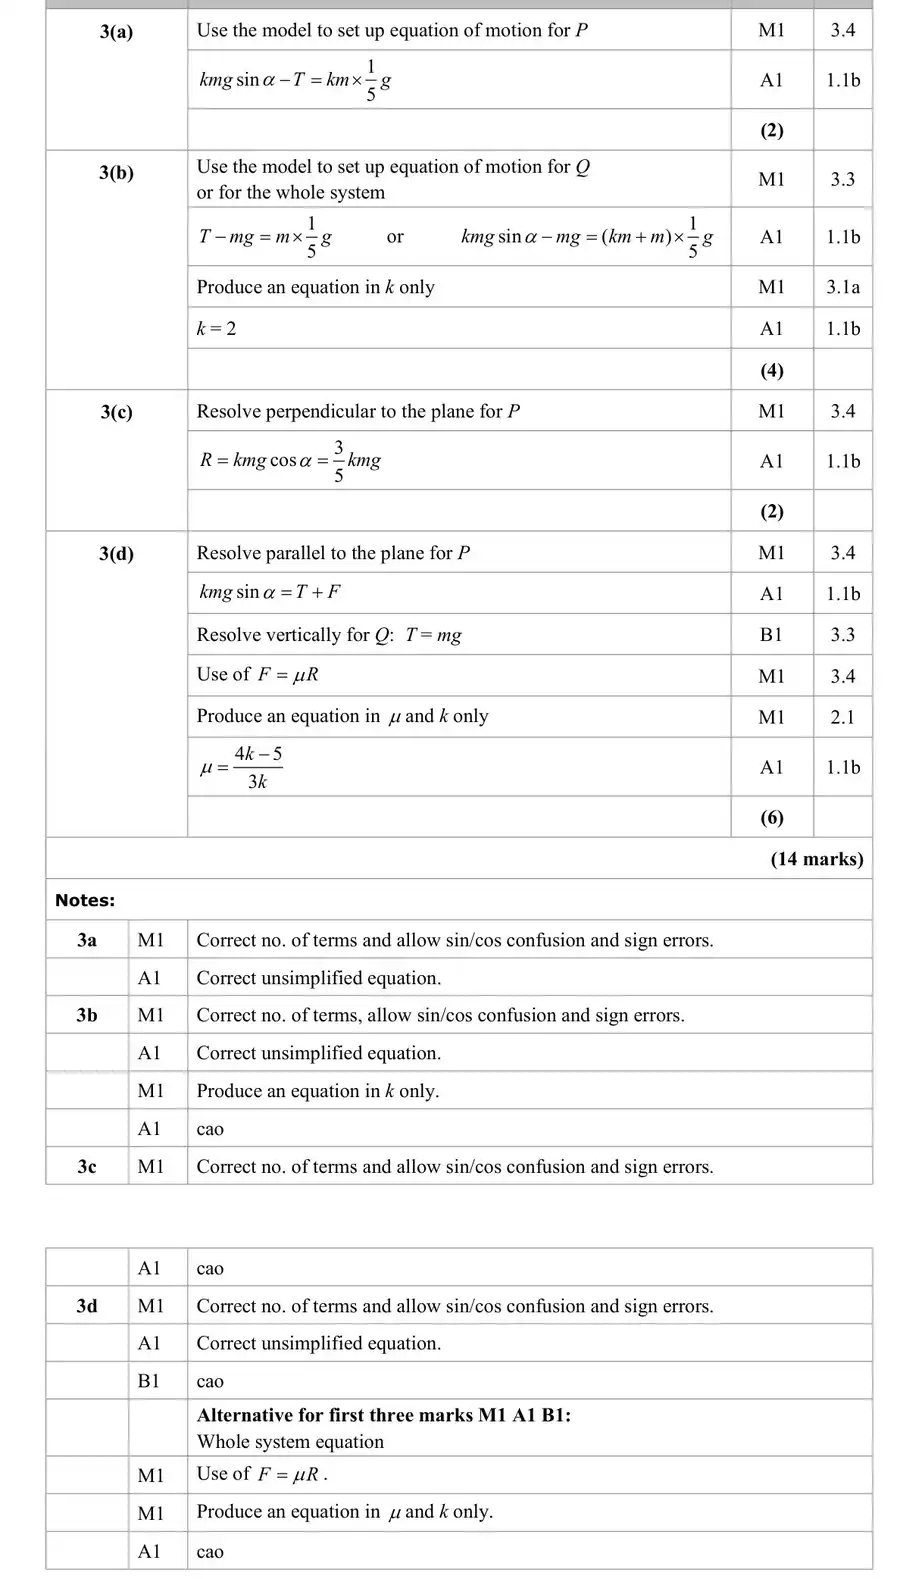 3(a) Use the model to set up equation of motion for P M1 3.4
kmg sin α − T = km × 1/5 g A1 1.1b
(2)
3(b) Use the model to set up equation of motion for Q
or for the whole system M1 3.3
T − mg = m × 1/5 g or kmg sin α − mg = (km + m) × 1/5 g A1 1.1b
Produce an equation in k only M1 3.1a
k = 2 A1 1.1b
(4)
3(c) Resolve perpendicular to the plane for P M1 3.4
R = kmg cos α = 3/5 kmg A1 1.1b
(2)
3(d) Resolve parallel to the plane for P M1 3.4
kmg sin α = T + F A1 1.1b
Resolve vertically for Q: T = mg B1 3.3
Use of F = μR M1 3.4
Produce an equation in μ and k only M1 2.1
μ = (4k − 5)/3k A1 1.1b
(6)
(14 marks)
Notes:
3a M1 Correct no. of terms and allow sin/cos confusion and sign errors.
A1 Correct unsimplified equation.
3b M1 Correct no. of terms, allow sin/cos confusion and sign errors.
A1 Correct unsimplified equation.
M1 Produce an equation in k only.
A1 cao
3c M1 Correct no. of terms and allow sin/cos confusion and sign errors.
A1 cao
3d M1 Correct no. of terms and allow sin/cos confusion and sign errors.
A1 Correct unsimplified equation.
B1 cao
Alternative for first three marks M1 A1 B1:
Whole system equation
M1 Use of F = μR .
M1 Produce an equation in μ and k only.
A1 cao